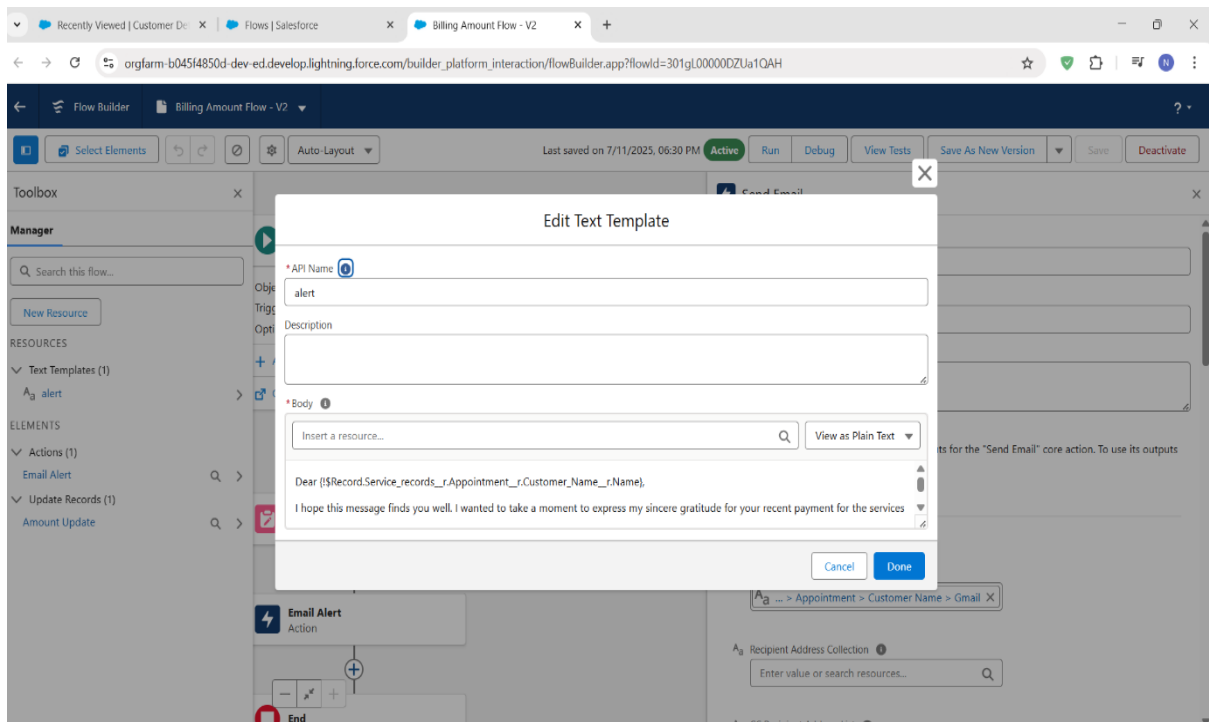 Recently Viewed | Customer De
Flows | Salesforce
Billing Amount Flow - V2
orgfarm-b045f4850d-dev-ed.develop.lightning.force.com/builder_platform_interaction/flowBuilder.app?flowId=301gL00000DZUa1QAH
N
Flow Builder
Billing Amount Flow - V2
?
Select Elements
Auto-Layout
Last saved on 7/11/2025, 06:30 PM
Active
Run
Debug
View Tests
Save As New Version
Save
Deactivate
Toolbox
Send Email
Manager
Search this flow...
New Resource
RESOURCES
Text Templates (1)
Aa alert
ELEMENTS
Actions (1)
Email Alert
Update Records (1)
Amount Update
Obje
Trigg
Opti
Edit Text Template
*API Name
alert
Description
*Body
Insert a resource...
View as Plain Text
Dear {!$Record.Service_records__r.Appointment__r.Customer_Name__r.Name},
I hope this message finds you well. I wanted to take a moment to express my sincere gratitude for your recent payment for the services
Cancel
Done
ts for the "Send Email" core action. To use its outputs
Aa ... > Appointment > Customer Name > Gmail
Aa Recipient Address Collection
Enter value or search resources...
Email Alert
Action
End